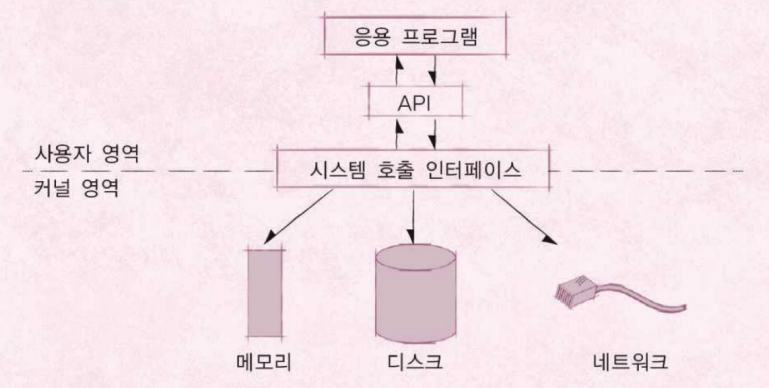 응용 프로그램
API
사용자 영역
시스템 호출 인터페이스
커널 영역
메모리
디스크
네트워크